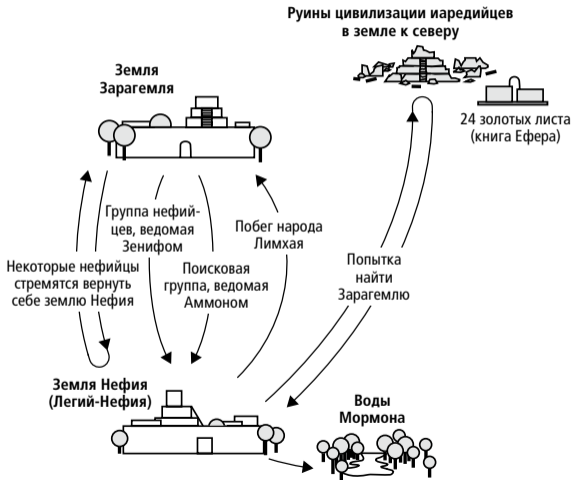 Руины цивилизации иаредийцев
в земле к северу
24 золотых листа
(книга Ефера)
Земля
Зарагемля
Некоторые нефийцы
стремятся вернуть
себе землю Нефия
Группа нефий-
цев, ведомая
Зенифом
Поисковая
группа, ведомая
Аммоном
Побег народа
Лимхая
Попытка
найти
Зарагемлю
Земля Нефия
(Легий-Нефия)
Воды
Мормона